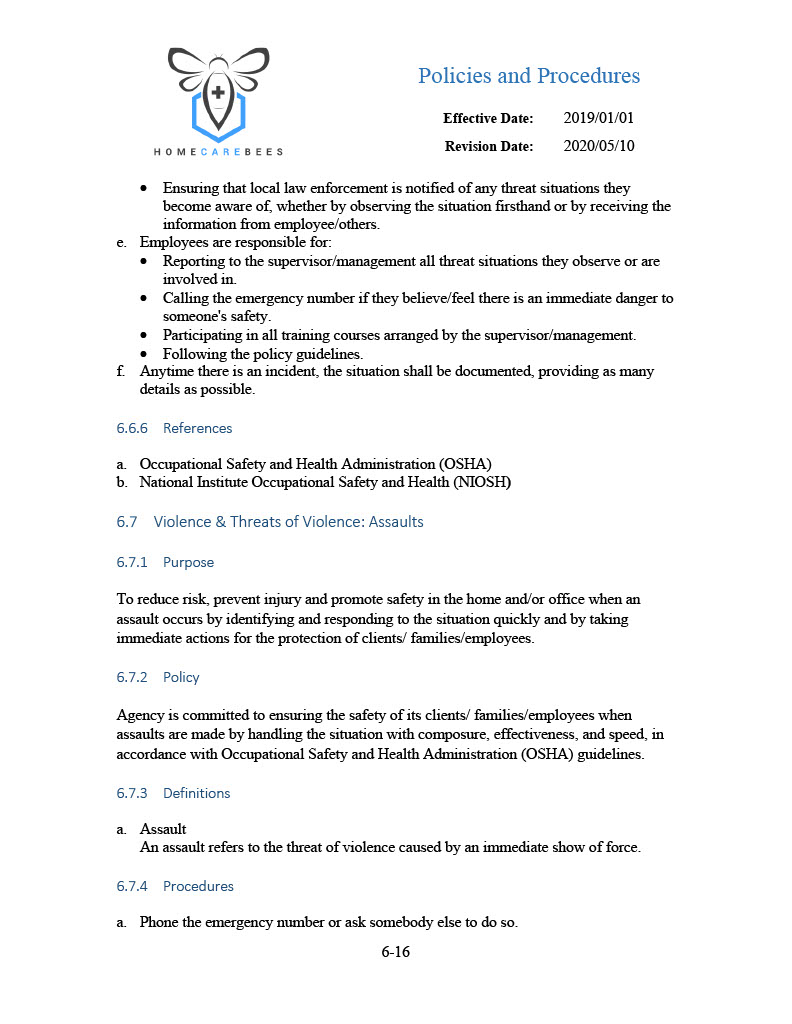 Policies and Procedures
Effective Date: 2019/01/01
Revision Date: 2020/05/10
HOMECAREBEES
• Ensuring that local law enforcement is notified of any threat situations they
become aware of, whether by observing the situation firsthand or by receiving the
information from employee/others.
e. Employees are responsible for:
• Reporting to the supervisor/management all threat situations they observe or are
involved in.
• Calling the emergency number if they believe/feel there is an immediate danger to
someone's safety.
• Participating in all training courses arranged by the supervisor/management.
• Following the policy guidelines.
f. Anytime there is an incident, the situation shall be documented, providing as many
details as possible.
6.6.6 References
a. Occupational Safety and Health Administration (OSHA)
b. National Institute Occupational Safety and Health (NIOSH)
6.7 Violence & Threats of Violence: Assaults
6.7.1 Purpose
To reduce risk, prevent injury and promote safety in the home and/or office when an
assault occurs by identifying and responding to the situation quickly and by taking
immediate actions for the protection of clients/ families/employees.
6.7.2 Policy
Agency is committed to ensuring the safety of its clients/ families/employees when
assaults are made by handling the situation with composure, effectiveness, and speed, in
accordance with Occupational Safety and Health Administration (OSHA) guidelines.
6.7.3 Definitions
a. Assault
An assault refers to the threat of violence caused by an immediate show of force.
6.7.4 Procedures
a. Phone the emergency number or ask somebody else to do so.
6-16